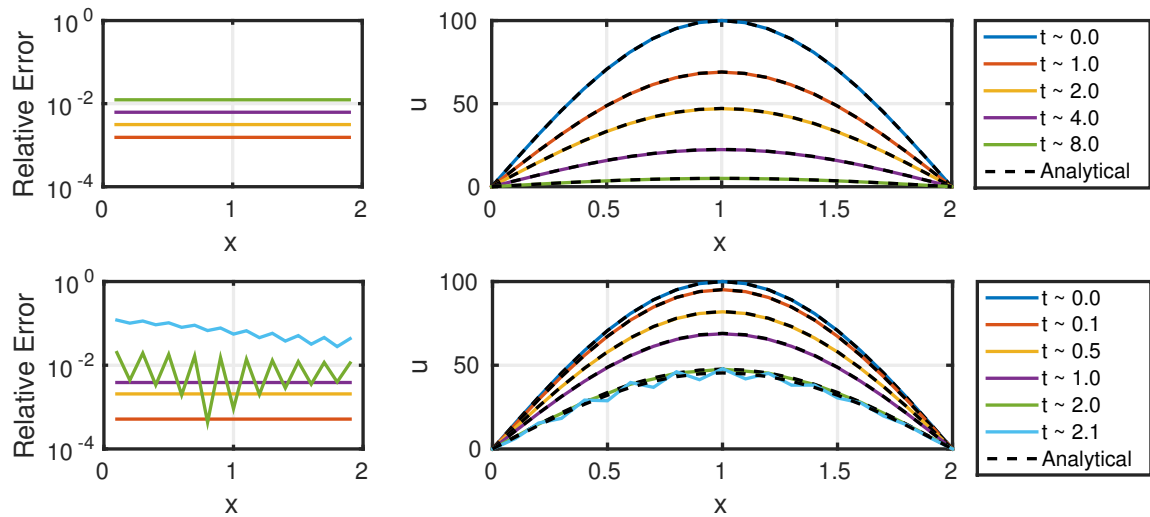 Relative Error
10^0
10^-2
10^-4
0 1 2
x
u
100
50
0
0 0.5 1 1.5 2
x
t ~ 0.0
t ~ 1.0
t ~ 2.0
t ~ 4.0
t ~ 8.0
Analytical
Relative Error
10^0
10^-2
10^-4
0 1 2
x
u
100
50
0
0 0.5 1 1.5 2
x
t ~ 0.0
t ~ 0.1
t ~ 0.5
t ~ 1.0
t ~ 2.0
t ~ 2.1
Analytical